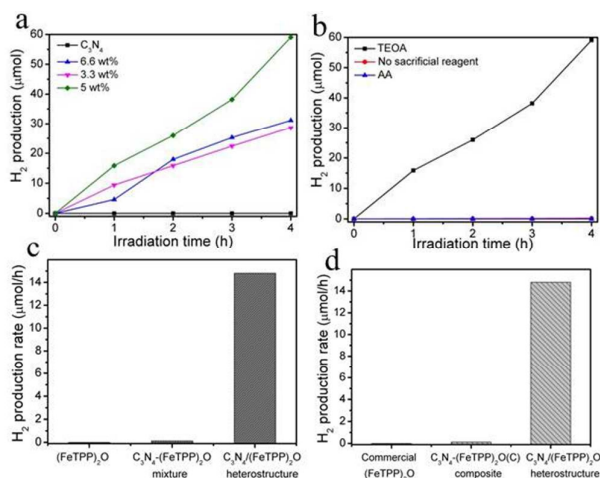 a
C3N4
6.6 wt%
3.3 wt%
5 wt%
H2 production (μmol)
60
50
40
30
20
10
0
0 1 2 3 4
Irradiation time (h)
b
TEOA
No sacrificial reagent
AA
H2 production (μmol)
60
50
40
30
20
10
0
0 1 2 3 4
Irradiation time (h)
c
H2 production rate (μmol/h)
14
12
10
8
6
4
2
0
(FeTPP)2O
C3N4-(FeTPP)2O
mixture
C3N4/(FeTPP)2O
heterostructure
d
H2 production rate (μmol/h)
14
12
10
8
6
4
2
0
Commercial
(FeTPP)2O
C3N4-(FeTPP)2O(C)
composite
C3N4/(FeTPP)2O
heterostructure